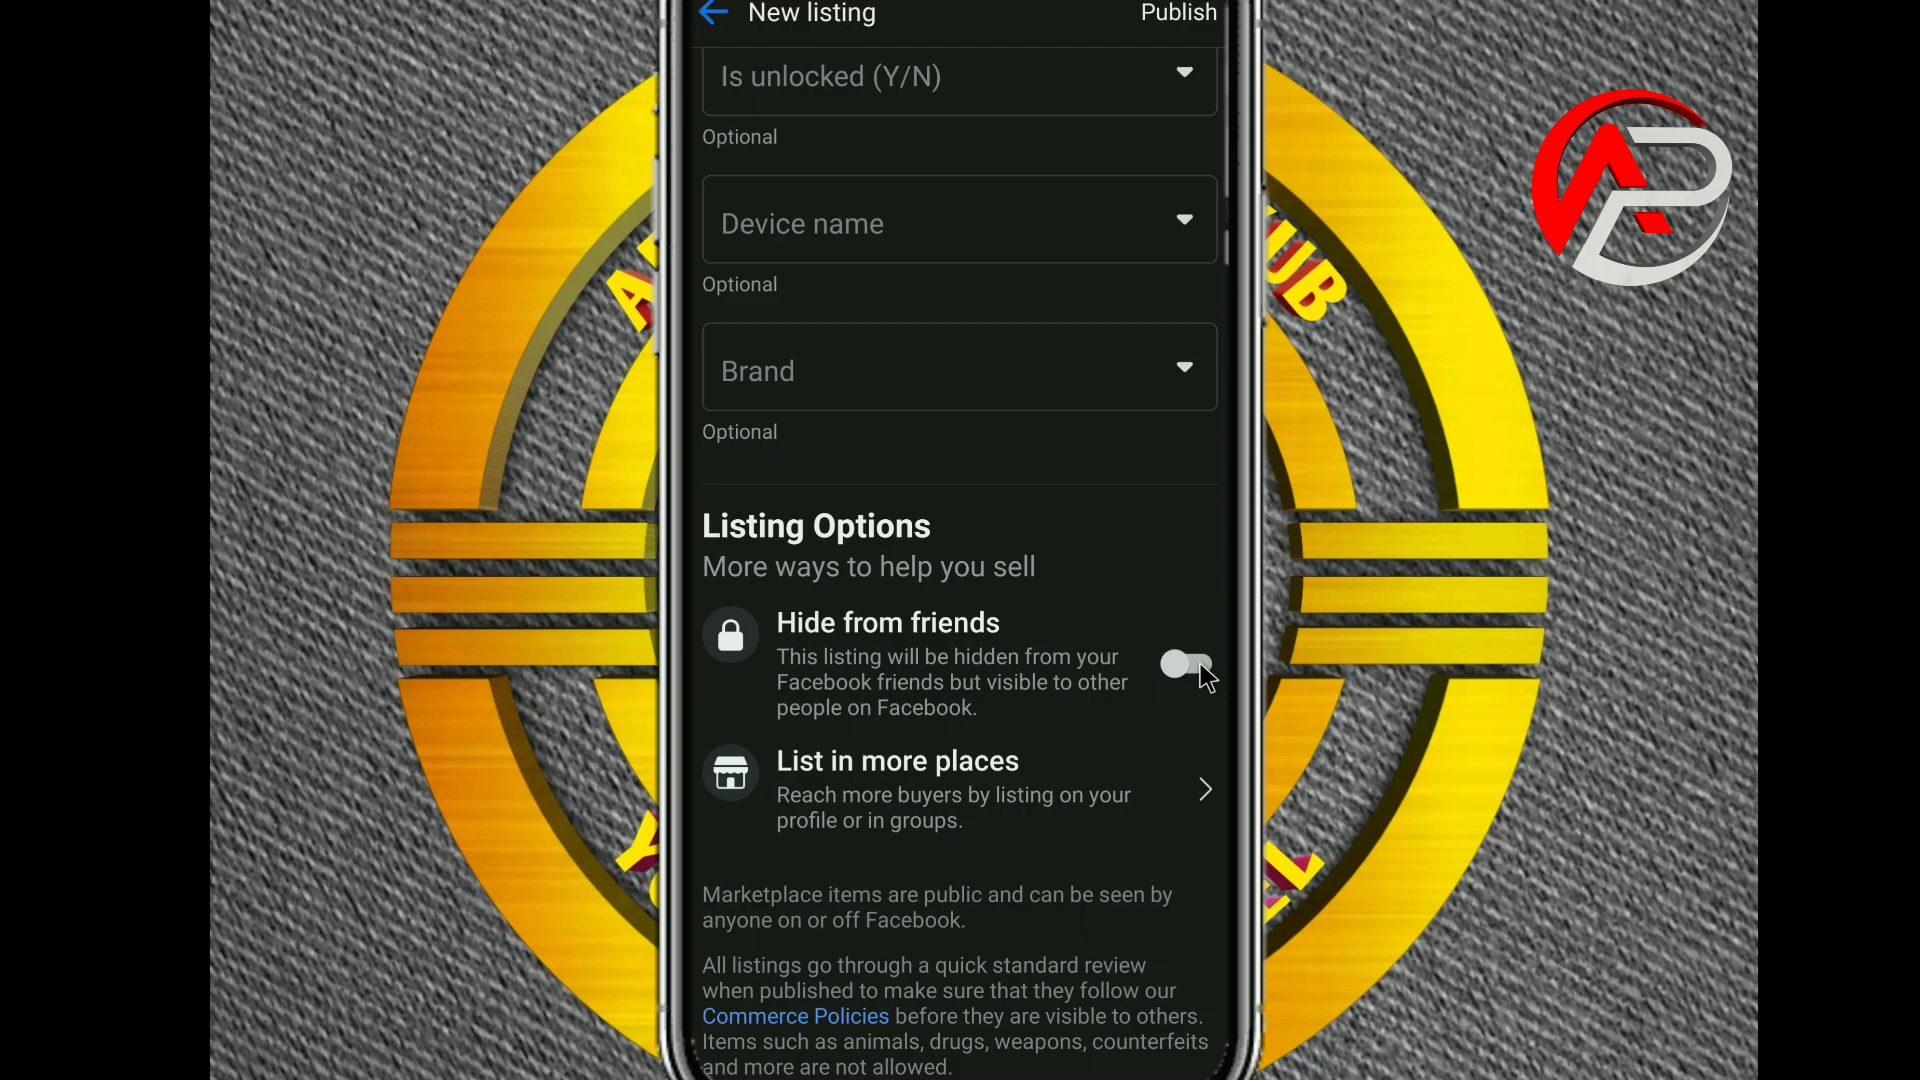 New listing
Publish
Is unlocked (Y/N)
Optional
Device name
Optional
Brand
Optional
Listing Options
More ways to help you sell
Hide from friends
This listing will be hidden from your
Facebook friends but visible to other
people on Facebook.
List in more places
Reach more buyers by listing on your
profile or in groups.
Marketplace items are public and can be seen by
anyone on or off Facebook.
All listings go through a quick standard review
when published to make sure that they follow our
Commerce Policies before they are visible to others.
Items such as animals, drugs, weapons, counterfeits
and more are not allowed.